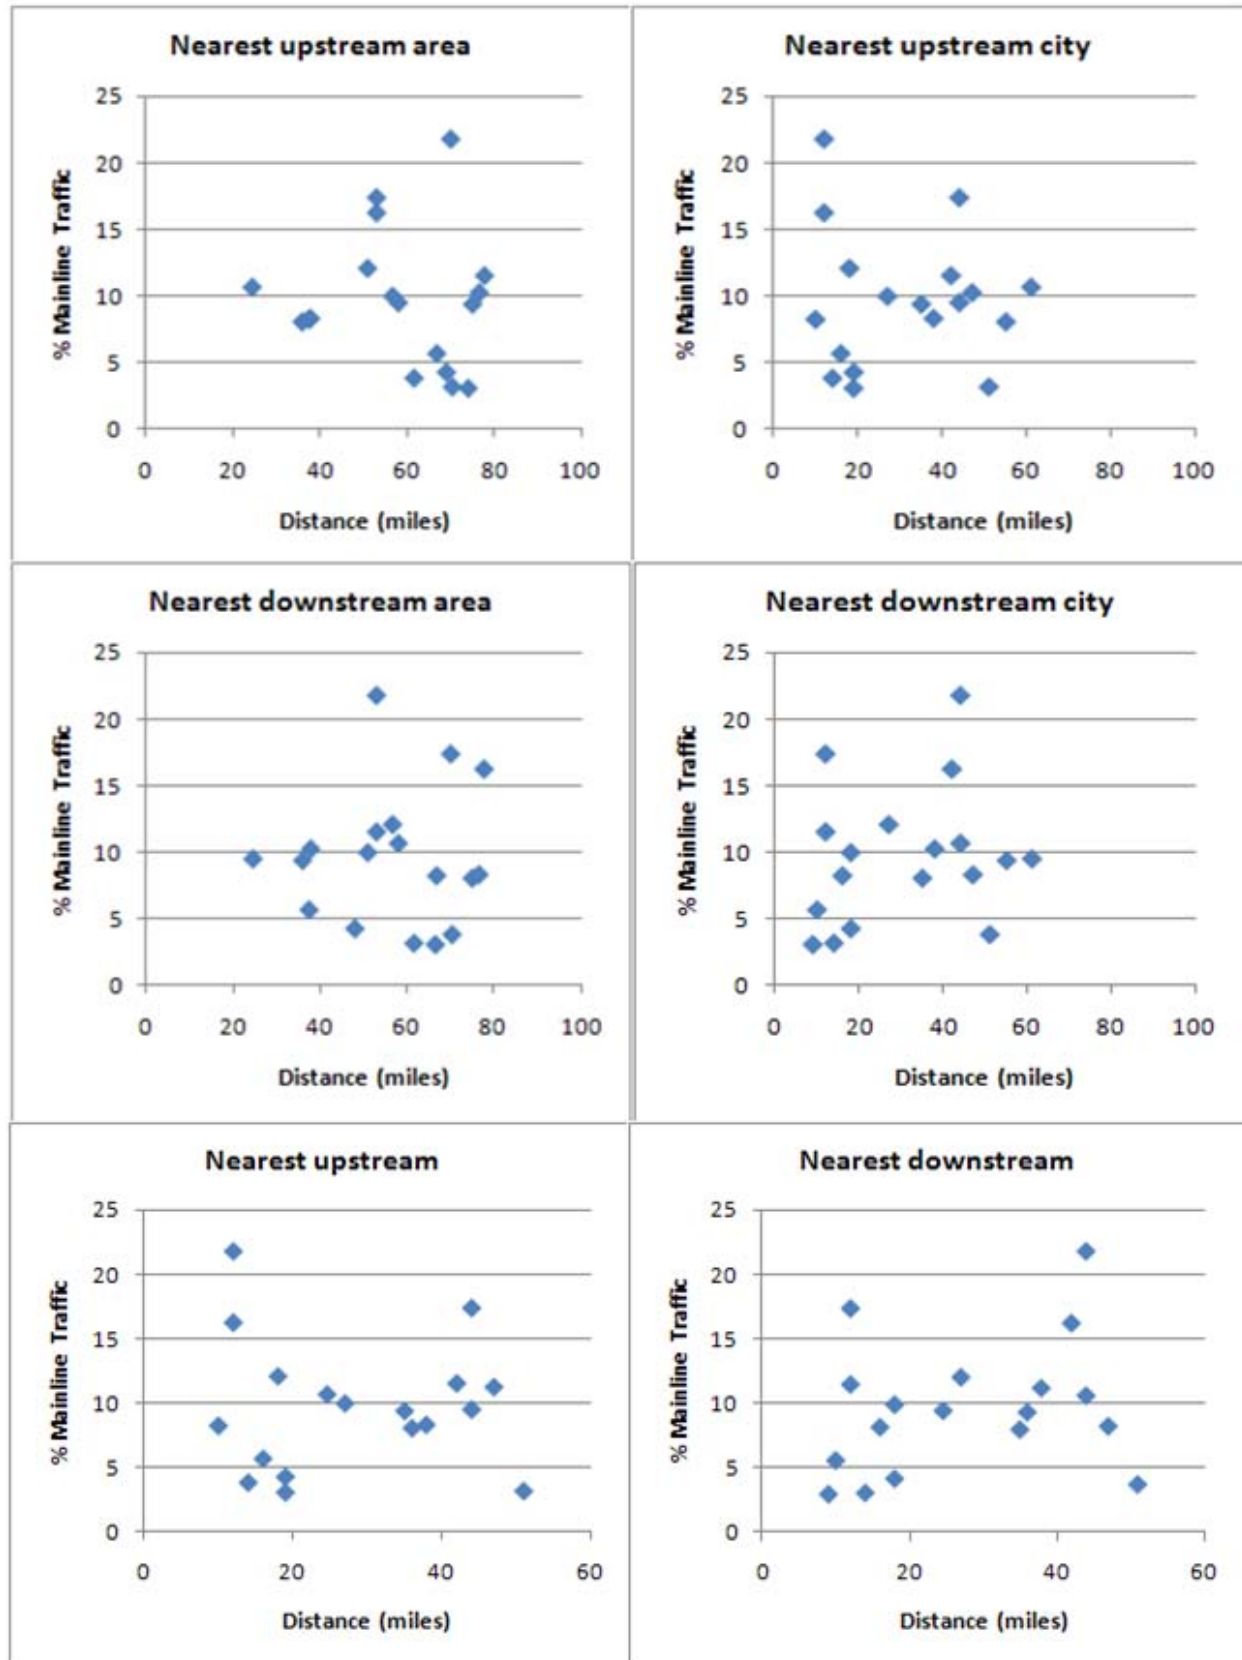 Nearest upstream area
25
20
15
10
5
0
% Mainline Traffic
0 20 40 60 80 100
Distance (miles)
Nearest upstream city
25
20
15
10
5
0
% Mainline Traffic
0 20 40 60 80 100
Distance (miles)
Nearest downstream area
25
20
15
10
5
0
% Mainline Traffic
0 20 40 60 80 100
Distance (miles)
Nearest downstream city
25
20
15
10
5
0
% Mainline Traffic
0 20 40 60 80 100
Distance (miles)
Nearest upstream
25
20
15
10
5
0
% Mainline Traffic
0 20 40 60
Distance (miles)
Nearest downstream
25
20
15
10
5
0
% Mainline Traffic
0 20 40 60
Distance (miles)